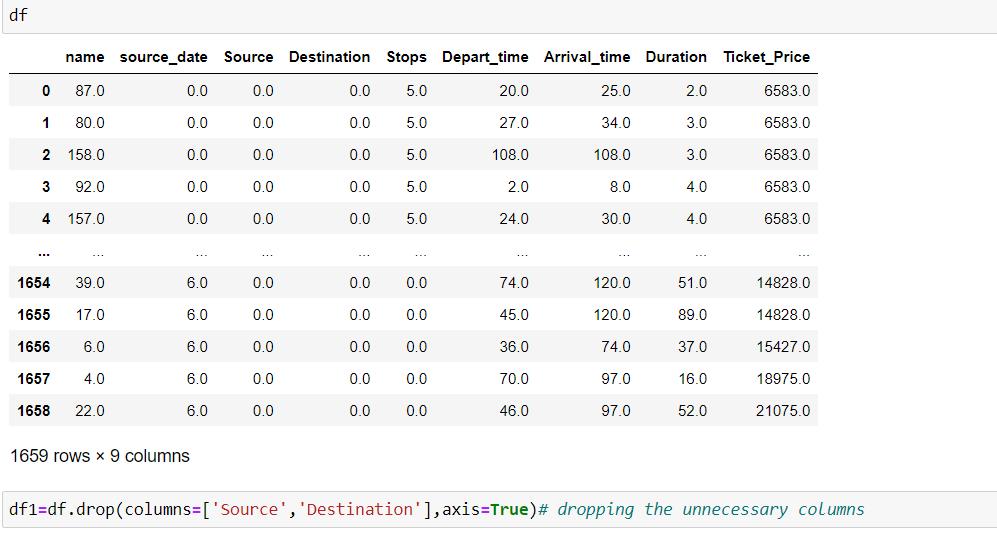 df
name source_date Source Destination Stops Depart_time Arrival_time Duration Ticket_Price
0 87.0 0.0 0.0 0.0 5.0 20.0 25.0 2.0 6583.0
1 80.0 0.0 0.0 0.0 5.0 27.0 34.0 3.0 6583.0
2 158.0 0.0 0.0 0.0 5.0 108.0 108.0 3.0 6583.0
3 92.0 0.0 0.0 0.0 5.0 2.0 8.0 4.0 6583.0
4 157.0 0.0 0.0 0.0 5.0 24.0 30.0 4.0 6583.0
... ... ... ... ... ... ... ... ... ...
1654 39.0 6.0 0.0 0.0 0.0 74.0 120.0 51.0 14828.0
1655 17.0 6.0 0.0 0.0 0.0 45.0 120.0 89.0 14828.0
1656 6.0 6.0 0.0 0.0 0.0 36.0 74.0 37.0 15427.0
1657 4.0 6.0 0.0 0.0 0.0 70.0 97.0 16.0 18975.0
1658 22.0 6.0 0.0 0.0 0.0 46.0 97.0 52.0 21075.0
1659 rows × 9 columns
df1=df.drop(columns=['Source','Destination'],axis=True)# dropping the unnecessary columns